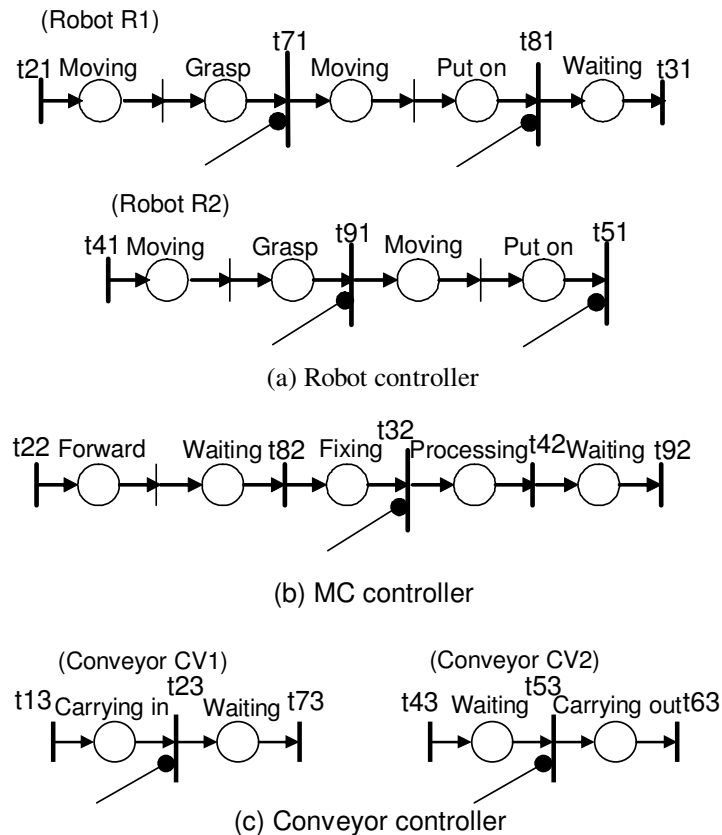 (Robot R1)
t21 Moving Grasp t71 Moving Put on t81 Waiting t31
(Robot R2)
t41 Moving Grasp t91 Moving Put on t51
(a) Robot controller
t22 Forward Waiting t82 Fixing t32 Processing t42 Waiting t92
(b) MC controller
(Conveyor CV1) (Conveyor CV2)
t13 Carrying in t23 Waiting t73 t43 Waiting t53 Carrying out t63
(c) Conveyor controller